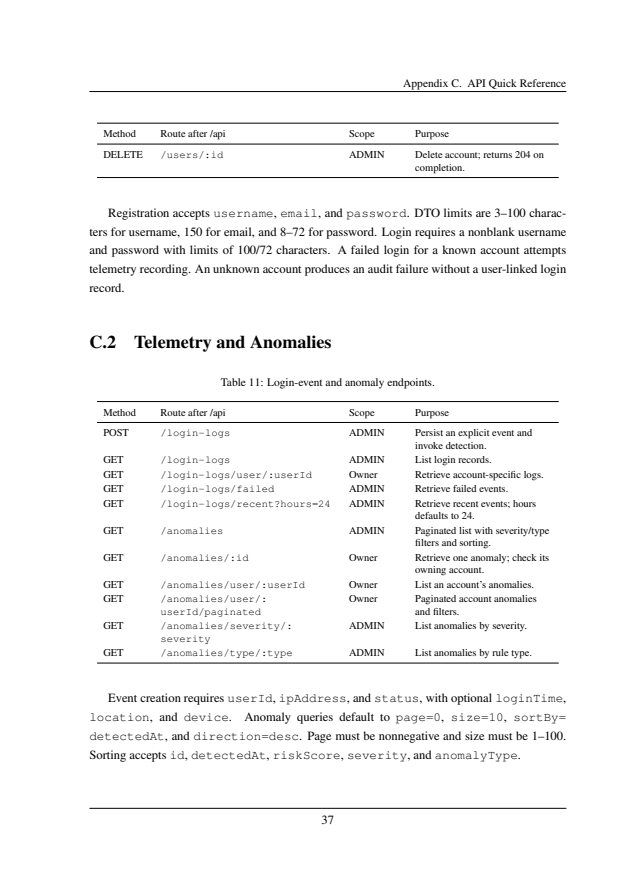 Appendix C. API Quick Reference
Method Route after /api Scope Purpose
DELETE /users/:id ADMIN Delete account; returns 204 on
completion.
Registration accepts username, email, and password. DTO limits are 3–100 charac-
ters for username, 150 for email, and 8–72 for password. Login requires a nonblank username
and password with limits of 100/72 characters. A failed login for a known account attempts
telemetry recording. An unknown account produces an audit failure without a user-linked login
record.
C.2 Telemetry and Anomalies
Table 11: Login-event and anomaly endpoints.
Method Route after /api Scope Purpose
POST /login-logs ADMIN Persist an explicit event and
invoke detection.
GET /login-logs ADMIN List login records.
GET /login-logs/user/:userId Owner Retrieve account-specific logs.
GET /login-logs/failed ADMIN Retrieve failed events.
GET /login-logs/recent?hours=24 ADMIN Retrieve recent events; hours
defaults to 24.
GET /anomalies ADMIN Paginated list with severity/type
filters and sorting.
GET /anomalies/:id Owner Retrieve one anomaly; check its
owning account.
GET /anomalies/user/:userId Owner List an account’s anomalies.
GET /anomalies/user/: Owner Paginated account anomalies
userId/paginated and filters.
GET /anomalies/severity/: ADMIN List anomalies by severity.
severity
GET /anomalies/type/:type ADMIN List anomalies by rule type.
Event creation requires userId, ipAddress, and status, with optional loginTime,
location, and device. Anomaly queries default to page=0, size=10, sortBy=
detectedAt, and direction=desc. Page must be nonnegative and size must be 1–100.
Sorting accepts id, detectedAt, riskScore, severity, and anomalyType.
37